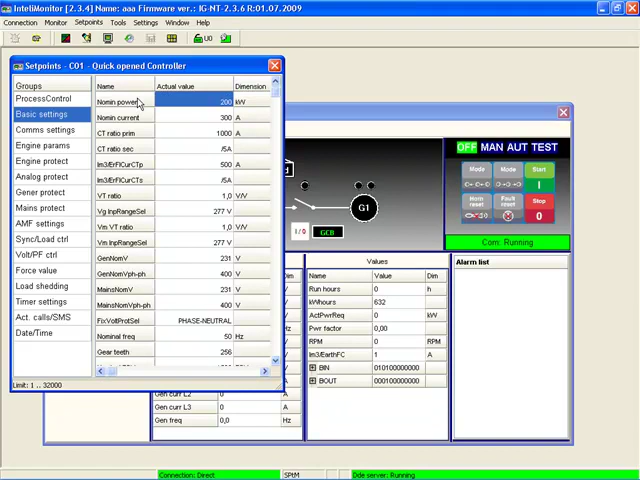 InteliMonitor [2.3.4] Name: aaa Firmware ver.: IG-NT-2.3.6 R:01.07.2009
Connection Monitor Setpoints Tools Settings Window Help
U0
Setpoints - C01 - Quick opened Controller
Groups
ProcessControl
Basic settings
Comms settings
Engine params
Engine protect
Analog protect
Gener protect
Mains protect
AMF settings
Sync/Load ctrl
Volt/PF ctrl
Force value
Load shedding
Timer settings
Act. calls/SMS
Date/Time
Name Actual value Dimension
Nomin power 200 kW
Nomin current 300 A
CT ratio prim 1000 A
CT ratio sec /5A
Im3/ErFlCurCTp 500 A
Im3/ErFlCurCTs /5A
VT ratio 1,0 V/V
Vg InpRangeSel 277 V
Vm VT ratio 1,0 V/V
Vm InpRangeSel 277 V
GenNomV 231 V
GenNomVph-ph 400 V
MainsNomV 231 V
MainsNomVph-ph 400 V
FixVoltProtSel PHASE-NEUTRAL
Nominal freq 50 Hz
Gear teeth 256
Limit: 1 .. 32000
G1
I / 0
GCB
OFF MAN AUT TEST
Mode Mode Start
I
Horn reset Fault reset Stop
0
Com: Running
Values
Name Value Dim
Run hours 0 h
kWhours 632
ActPwrReq 0 kW
Pwr factor 0,00
RPM 0 RPM
Im3/EarthFC 1 A
BIN 010100000000
BOUT 000100000000
Alarm list
Gen curr L2 0 A
Gen curr L3 0 A
Gen freq 0,0 Hz
Connection: Direct SPtM Dde server: Running